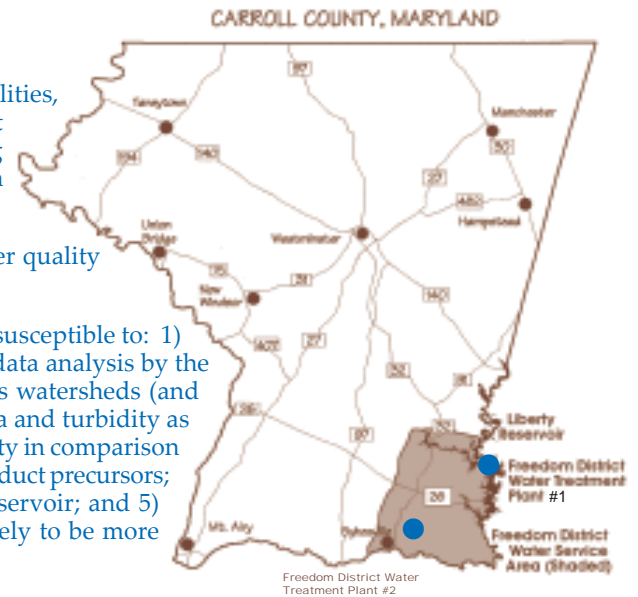 CARROLL COUNTY, MARYLAND
lities,
er quality
susceptible to: 1)
data analysis by the
s watersheds (and
a and turbidity as
ty in comparison
duct precursors;
servoir; and 5)
ely to be more
97
Taneytown
Manchester
30
194
140
27
482
Hampstead
Union
Bridge
Westminster
75
31
New
Windsor
140
27
32
97
26
Liberty
Reservoir
Freedom District
Water Treatment
Plant #1
Mt. Airy
Sykes
Freedom District
Water Service
Area (Shaded)
Freedom District Water
Treatment Plant #2